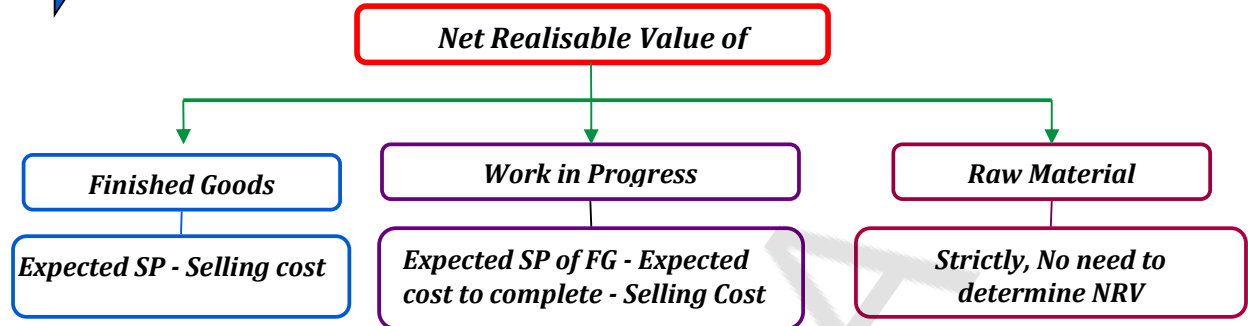 Net Realisable Value of
Finished Goods
Work in Progress
Raw Material
Expected SP - Selling cost
Expected SP of FG - Expected
cost to complete - Selling Cost
Strictly, No need to
determine NRV